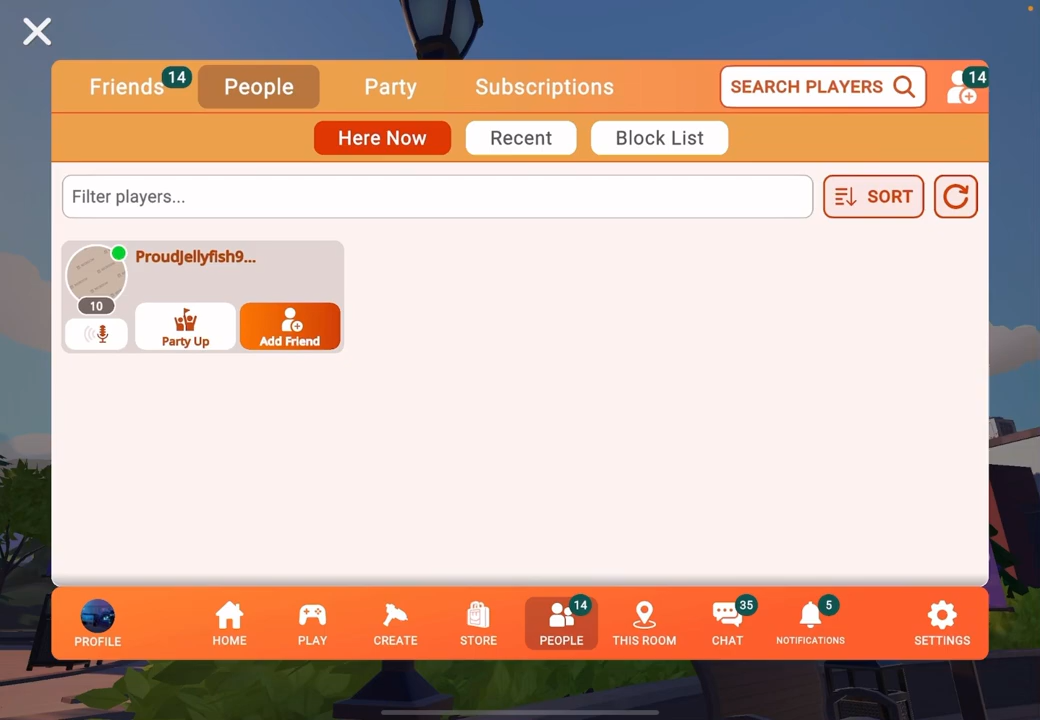 Friends 14 People Party Subscriptions SEARCH PLAYERS 14
Here Now Recent Block List
Filter players... SORT
ProudJellyfish9...
10
Party Up Add Friend
PROFILE HOME PLAY CREATE STORE PEOPLE 14 THIS ROOM CHAT 35 NOTIFICATIONS 5 SETTINGS